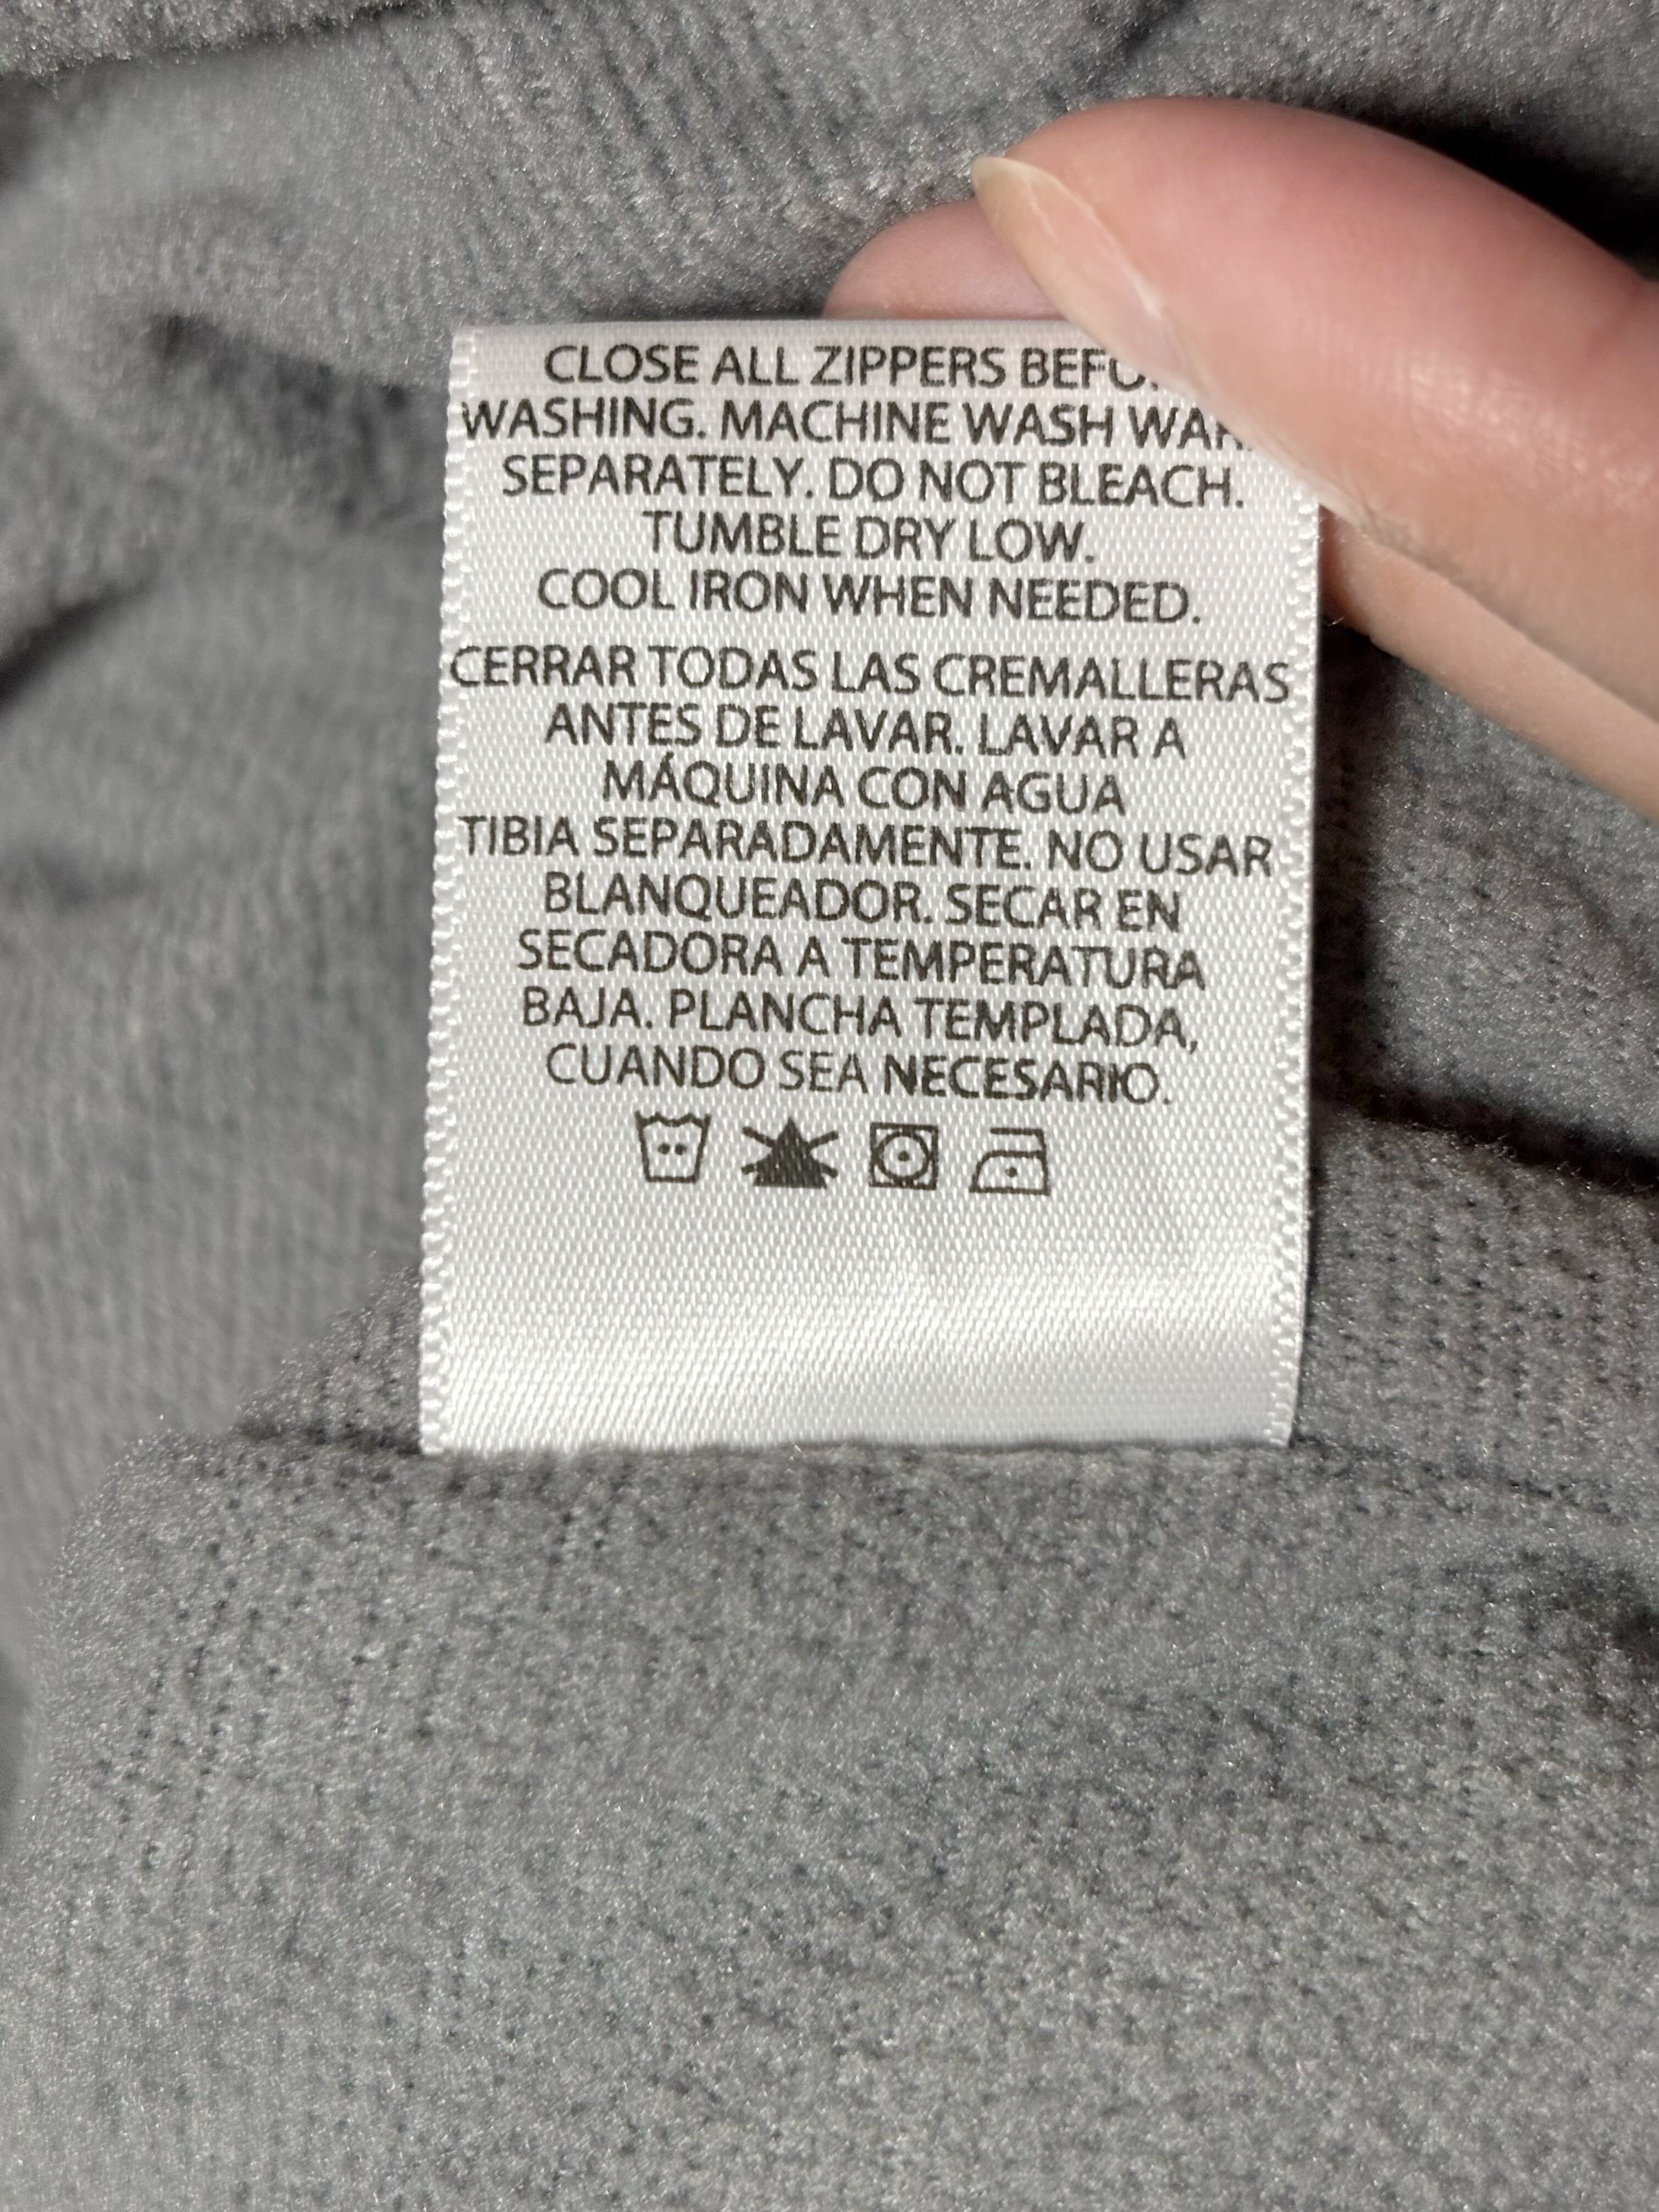 CLOSE ALL ZIPPERS
WASHING. MACHINE WASH
SEPARATELY. DO NOT BLEACH.
TUMBLE DRY LOW.
COOL IRON WHEN NEEDED.
CERRAR TODAS LAS CREMALLERAS
ANTES DE LAVAR. LAVAR A
MÁQUINA CON AGUA
TIBIA SEPARADAMENTE. NO USAR
BLANQUEADOR. SECAR EN
SECADORA A TEMPERATURA
BAJA. PLANCHA TEMPLADA,
CUANDO SEA NECESARIO.